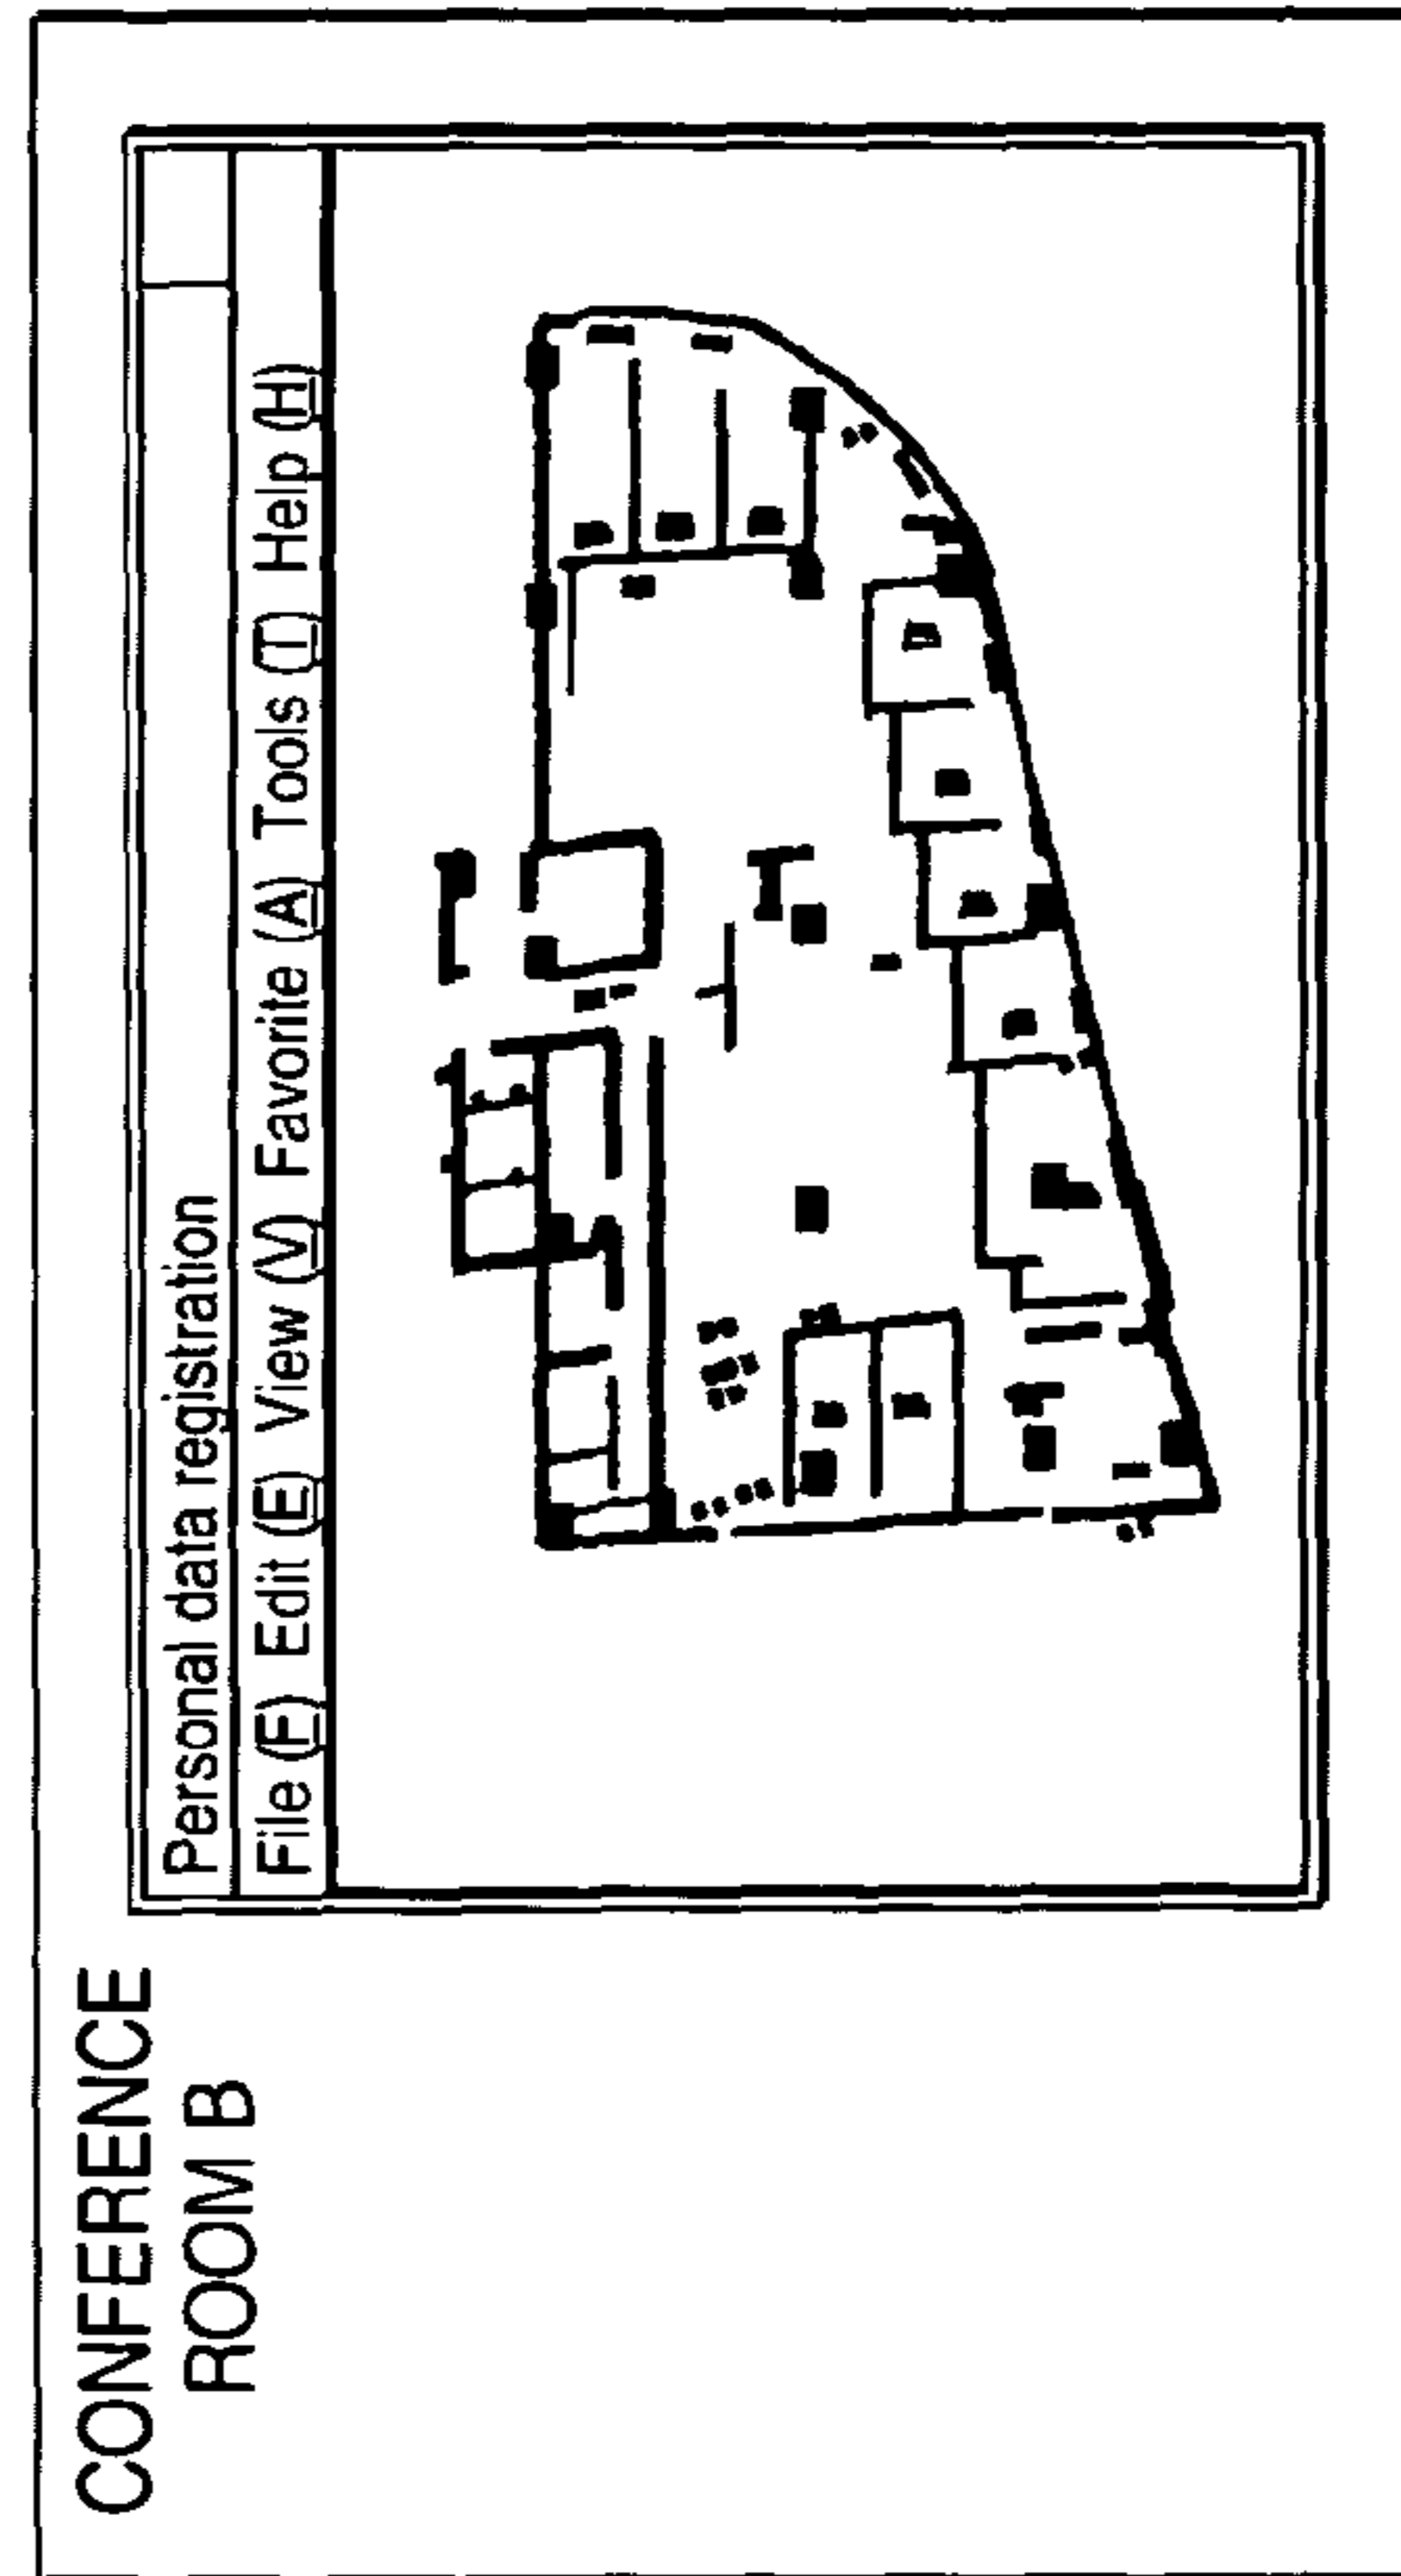 CONFERENCE
ROOM B
Personal data registration
File (F) Edit (E) View (V) Favorite (A) Tools (T) Help (H)